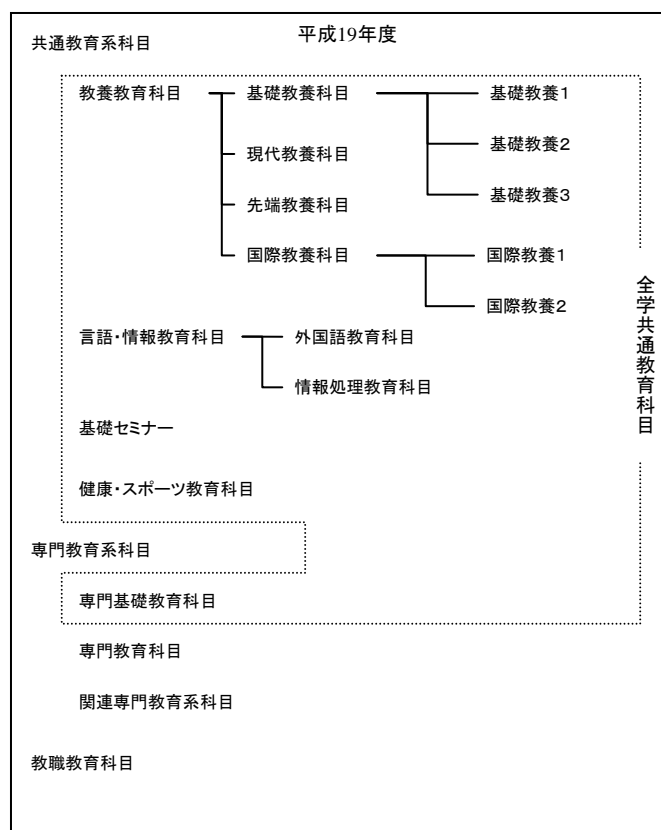 平成19年度
共通教育系科目
教養教育科目 基礎教養科目 基礎教養1
基礎教養2
現代教養科目
基礎教養3
先端教養科目
国際教養科目 国際教養1
国際教養2
全学共通教育科目
言語・情報教育科目 外国語教育科目
情報処理教育科目
基礎セミナー
健康・スポーツ教育科目
専門教育系科目
専門基礎教育科目
専門教育科目
関連専門教育系科目
教職教育科目